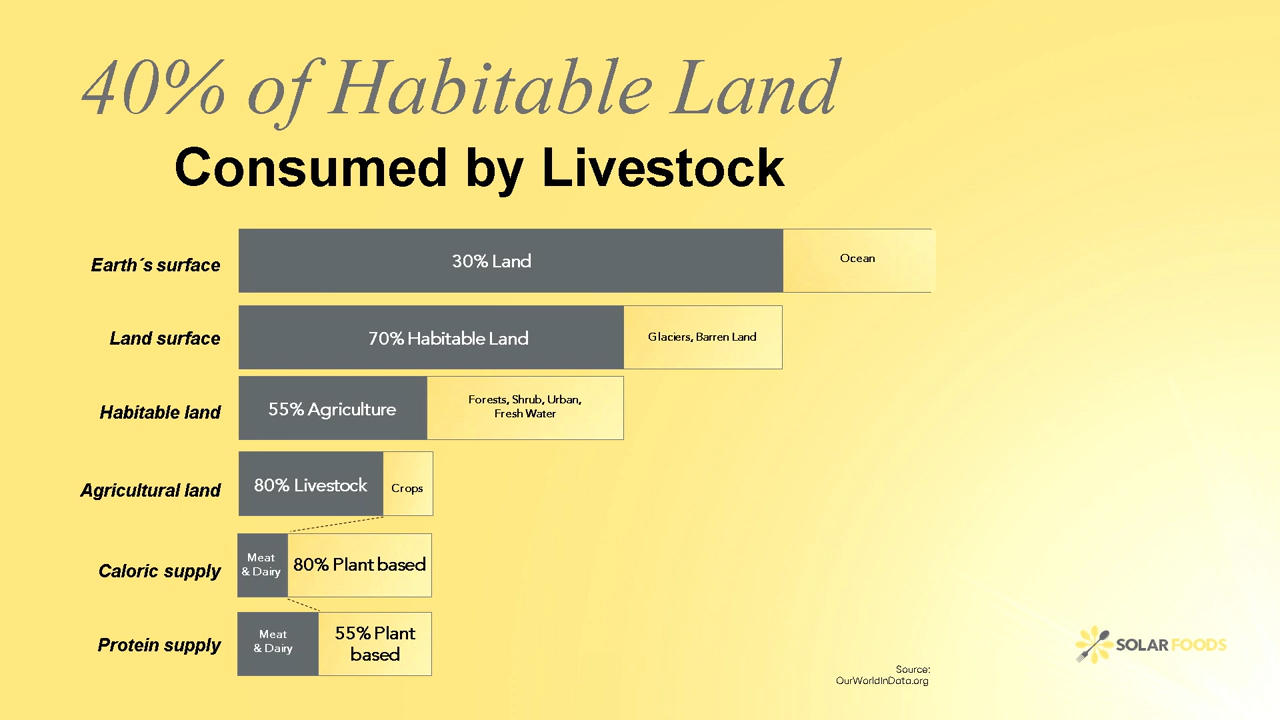 40% of Habitable Land
Consumed by Livestock
Earth´s surface
30% Land
Ocean
Land surface
70% Habitable Land
Glaciers, Barren Land
Habitable land
55% Agriculture
Forests, Shrub, Urban,
Fresh Water
Agricultural land
80% Livestock
Crops
Caloric supply
Meat
& Dairy
80% Plant based
Protein supply
Meat
& Dairy
55% Plant
based
Source:
OurWorldInData.org
SOLAR FOODS